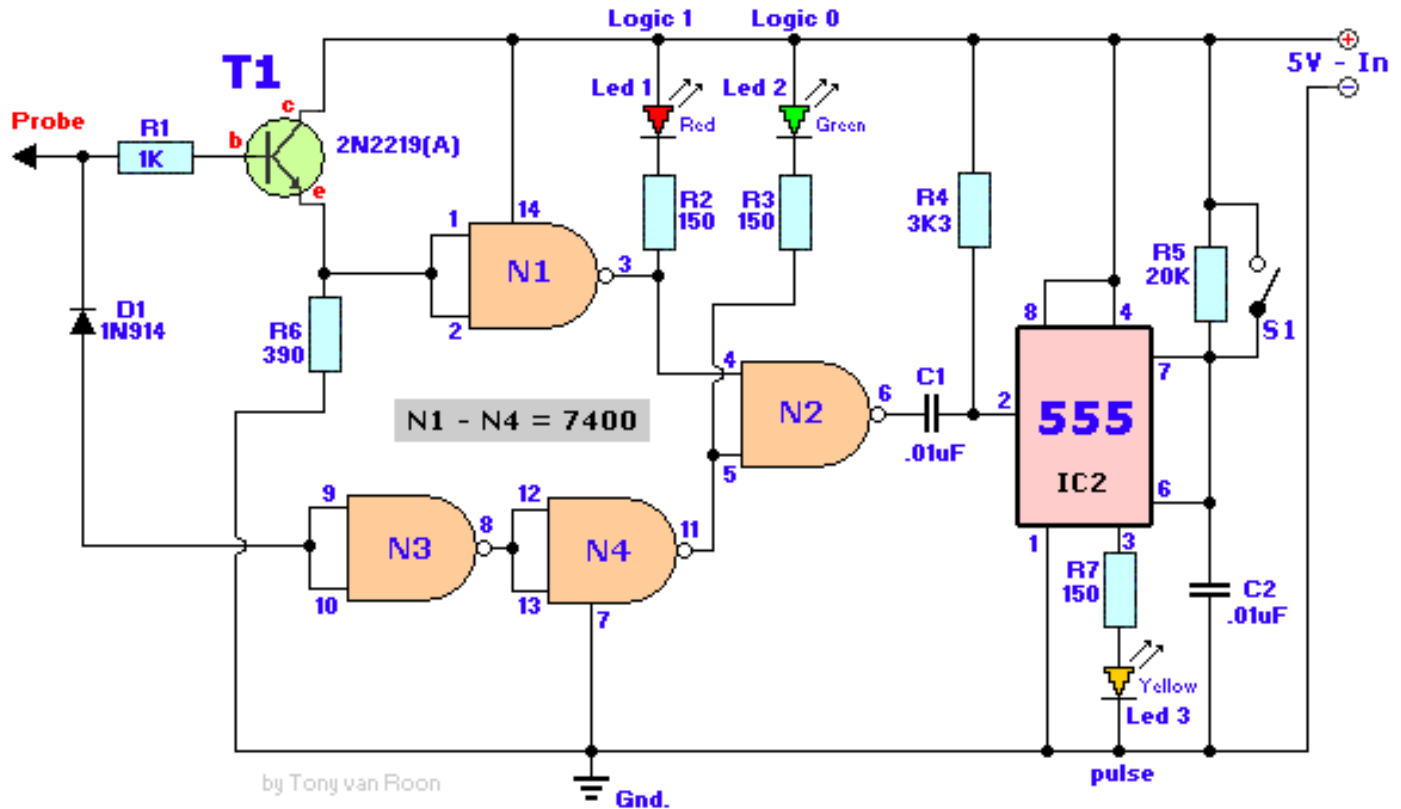 Logic 1
Logic 0
T1
5V - In
+
−
Led 1
Led 2
Red
Green
Probe
R1
1K
c
b
e
2N2219(A)
R2
150
R3
150
R4
3K3
R5
20K
S1
14
1
N1
3
2
D1
1N914
R6
390
8
4
7
4
N2
6
C1
2
555
5
.01uF
IC2
6
N1 - N4 = 7400
9
N3
8
12
N4
11
10
13
7
1
3
R7
150
C2
.01uF
Yellow
Led 3
pulse
by Tony van Roon
Gnd.